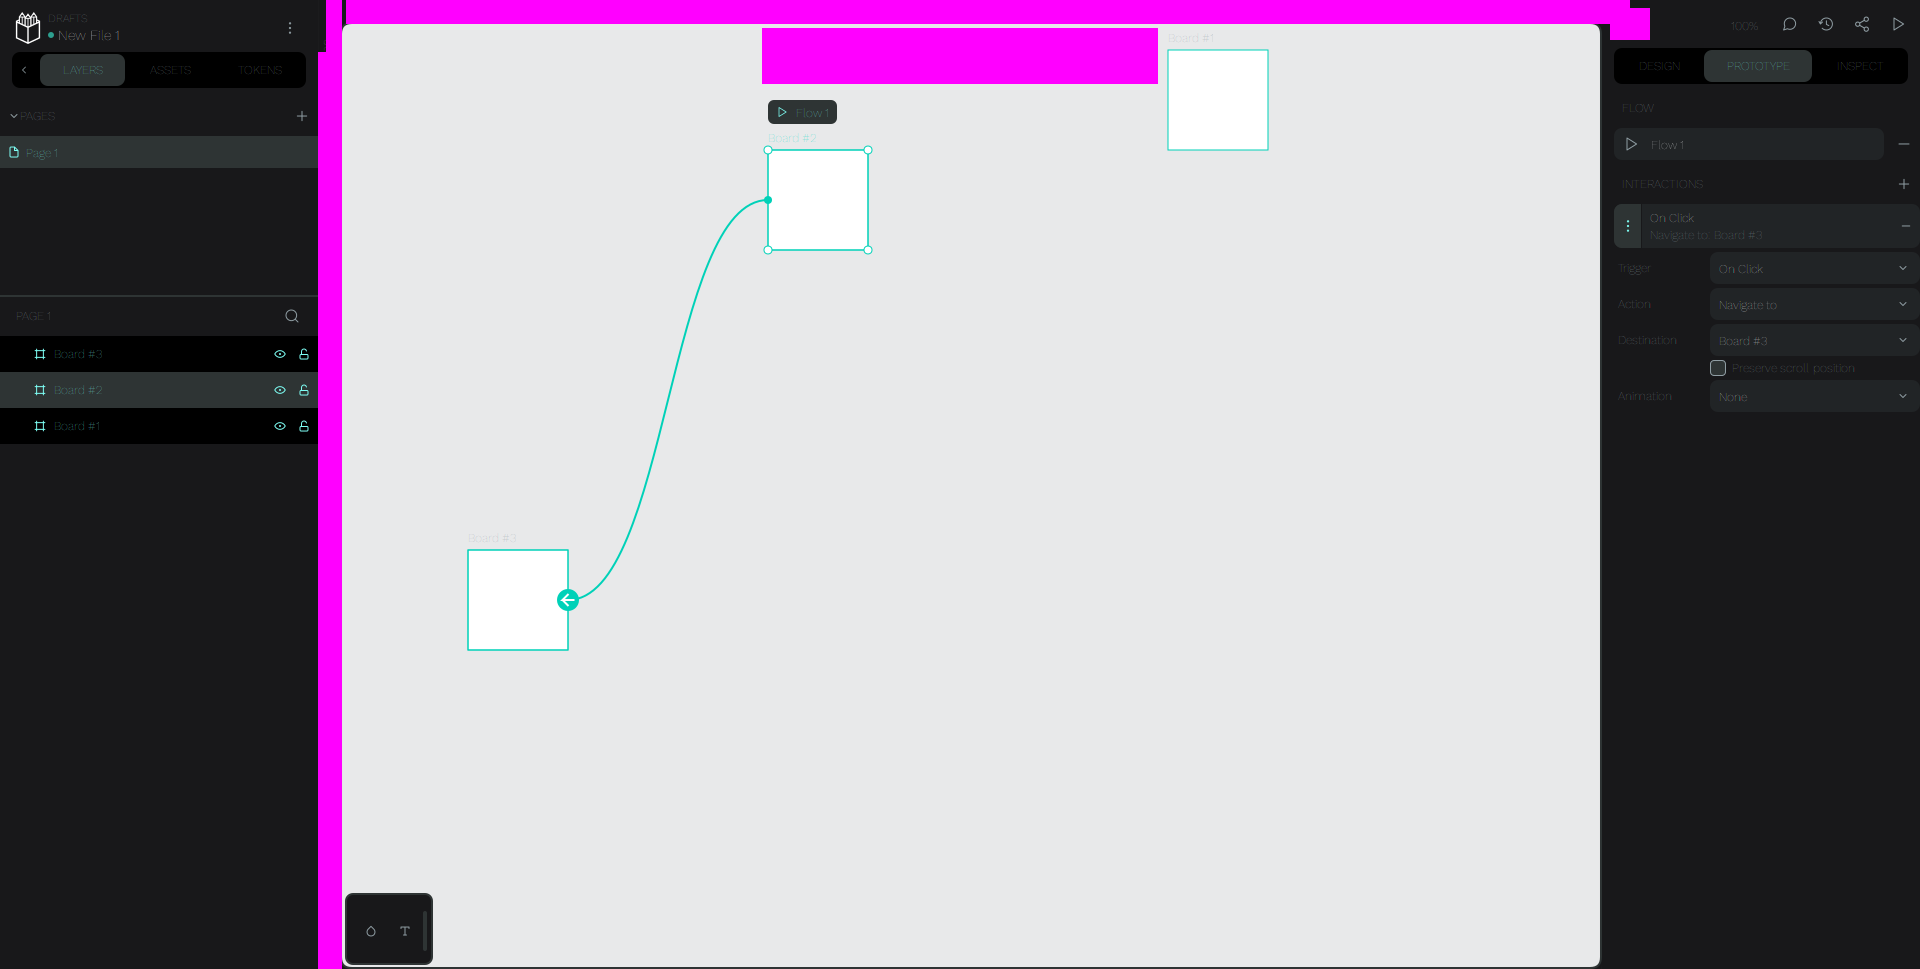 DRAFTS
New File 1
LAYERS
ASSETS
TOKENS
PAGES
Page 1
PAGE 1
Board #3
Board #2
Board #1
Board #1
Flow 1
Board #2
Board #3
T
100%
DESIGN
PROTOTYPE
INSPECT
FLOW
Flow 1
INTERACTIONS
On Click
Navigate to: Board #3
Trigger
On Click
Action
Navigate to
Destination
Board #3
Preserve scroll position
Animation
None